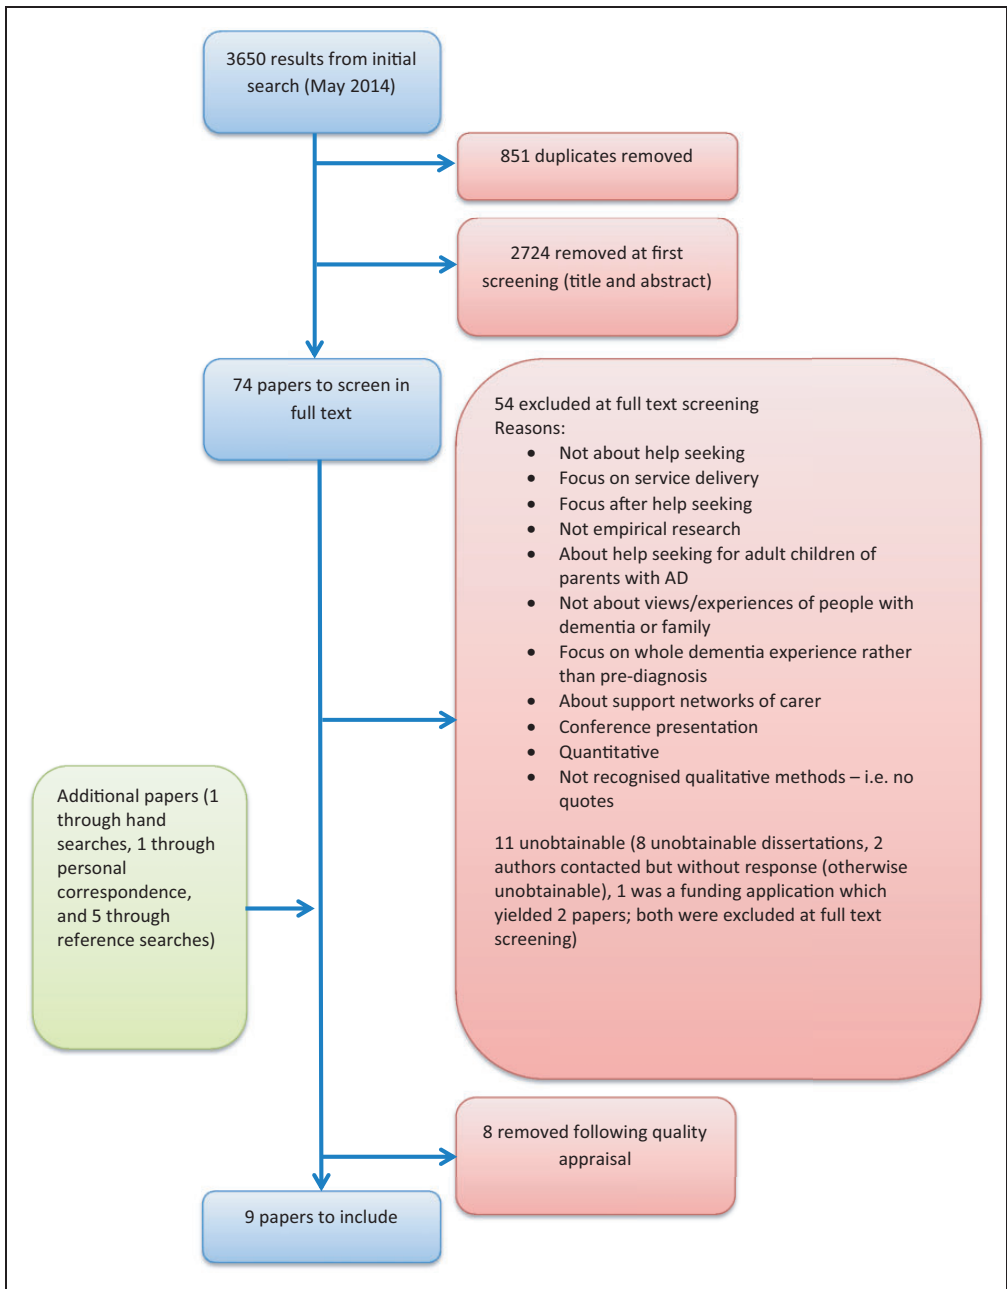 3650 results from initial
search (May 2014)
851 duplicates removed
2724 removed at first
screening (title and abstract)
74 papers to screen in
full text
54 excluded at full text screening
Reasons:
• Not about help seeking
• Focus on service delivery
• Focus after help seeking
• Not empirical research
• About help seeking for adult children of
parents with AD
• Not about views/experiences of people with
dementia or family
• Focus on whole dementia experience rather
than pre-diagnosis
• About support networks of carer
• Conference presentation
• Quantitative
• Not recognised qualitative methods – i.e. no
quotes
11 unobtainable (8 unobtainable dissertations, 2
authors contacted but without response (otherwise
unobtainable), 1 was a funding application which
yielded 2 papers; both were excluded at full text
screening)
Additional papers (1
through hand
searches, 1 through
personal
correspondence,
and 5 through
reference searches)
8 removed following quality
appraisal
9 papers to include